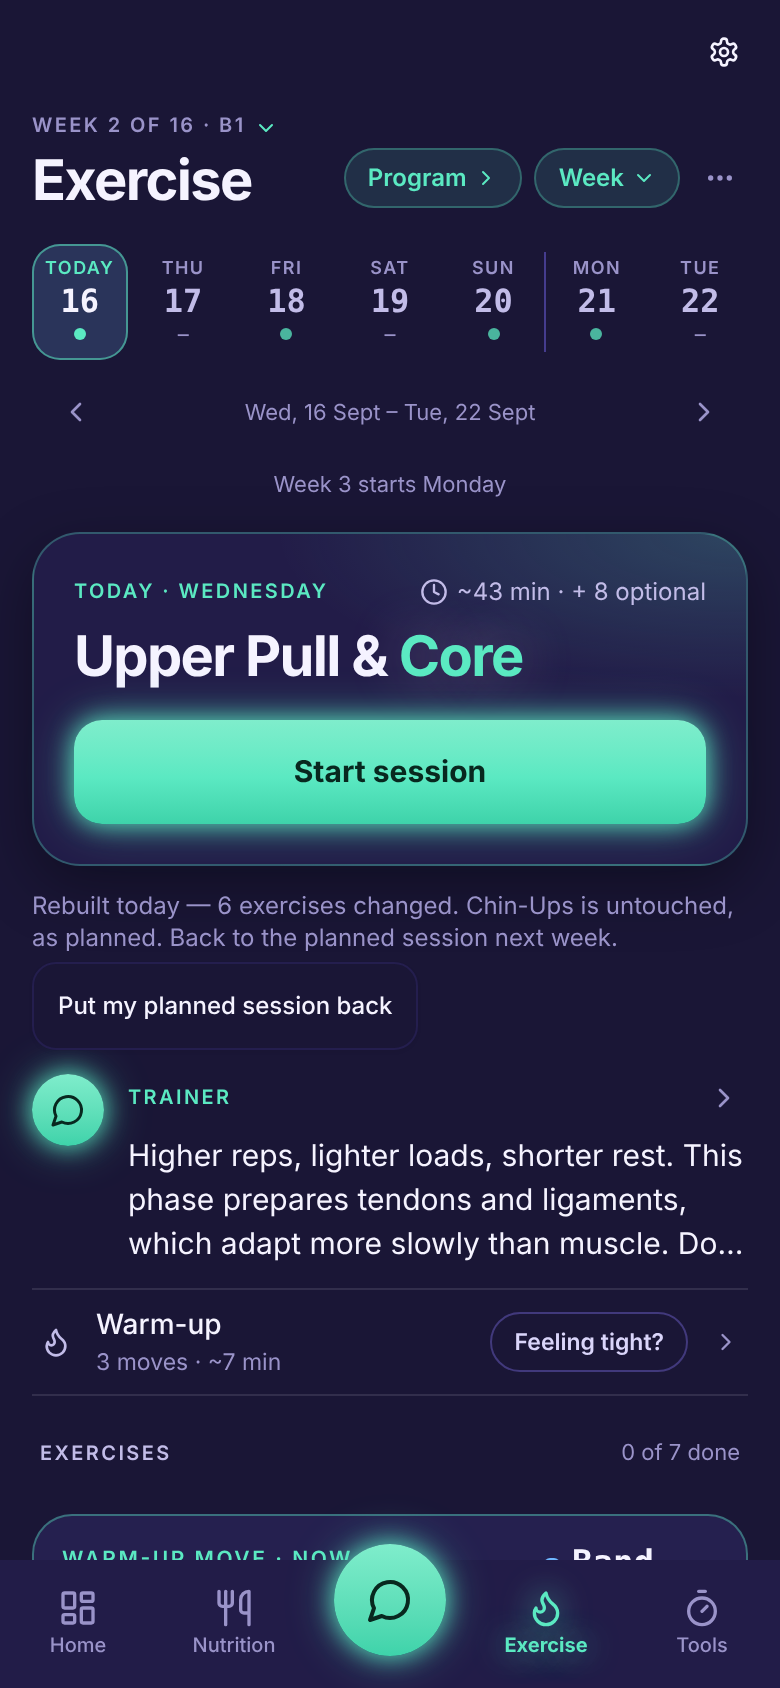 WEEK 2 OF 16 · B1
Exercise
Program
Week
TODAY THU FRI SAT SUN MON TUE
16 17 18 19 20 21 22
– – –
Wed, 16 Sept – Tue, 22 Sept
Week 3 starts Monday
TODAY · WEDNESDAY
~43 min · + 8 optional
Upper Pull & Core
Start session
Rebuilt today — 6 exercises changed. Chin-Ups is untouched,
as planned. Back to the planned session next week.
Put my planned session back
TRAINER
Higher reps, lighter loads, shorter rest. This
phase prepares tendons and ligaments,
which adapt more slowly than muscle. Do...
Warm-up
3 moves · ~7 min
Feeling tight?
EXERCISES
0 of 7 done
WARM-UP MOVE · NOW
Band
Home
Nutrition
Exercise
Tools